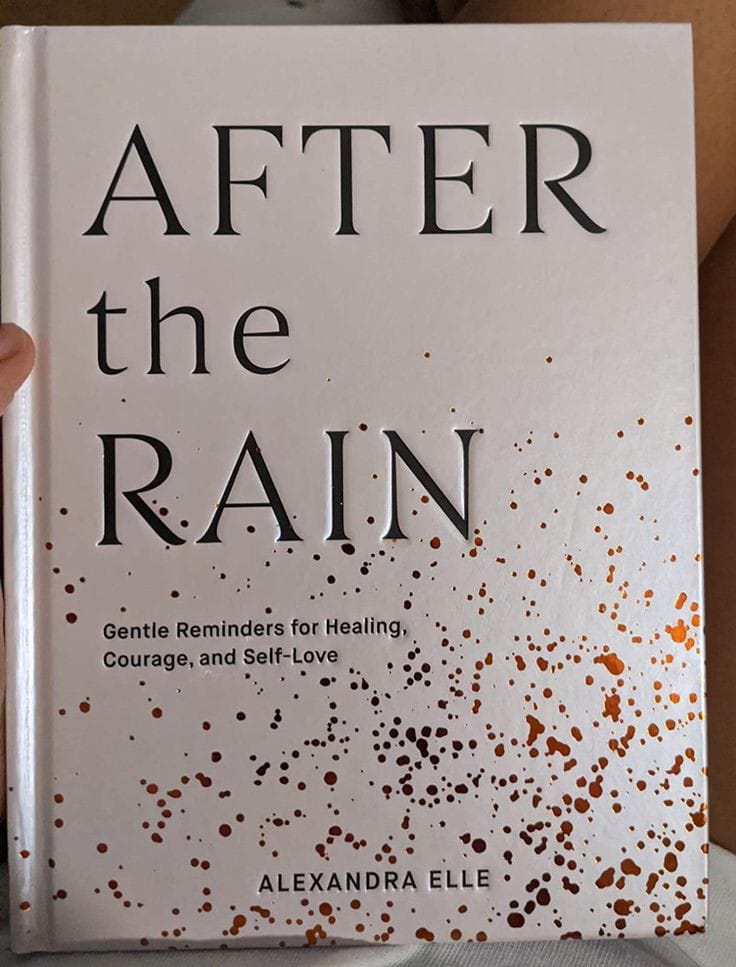 AFTER
the
RAIN
Gentle Reminders for Healing,
Courage, and Self-Love
ALEXANDRA ELLE